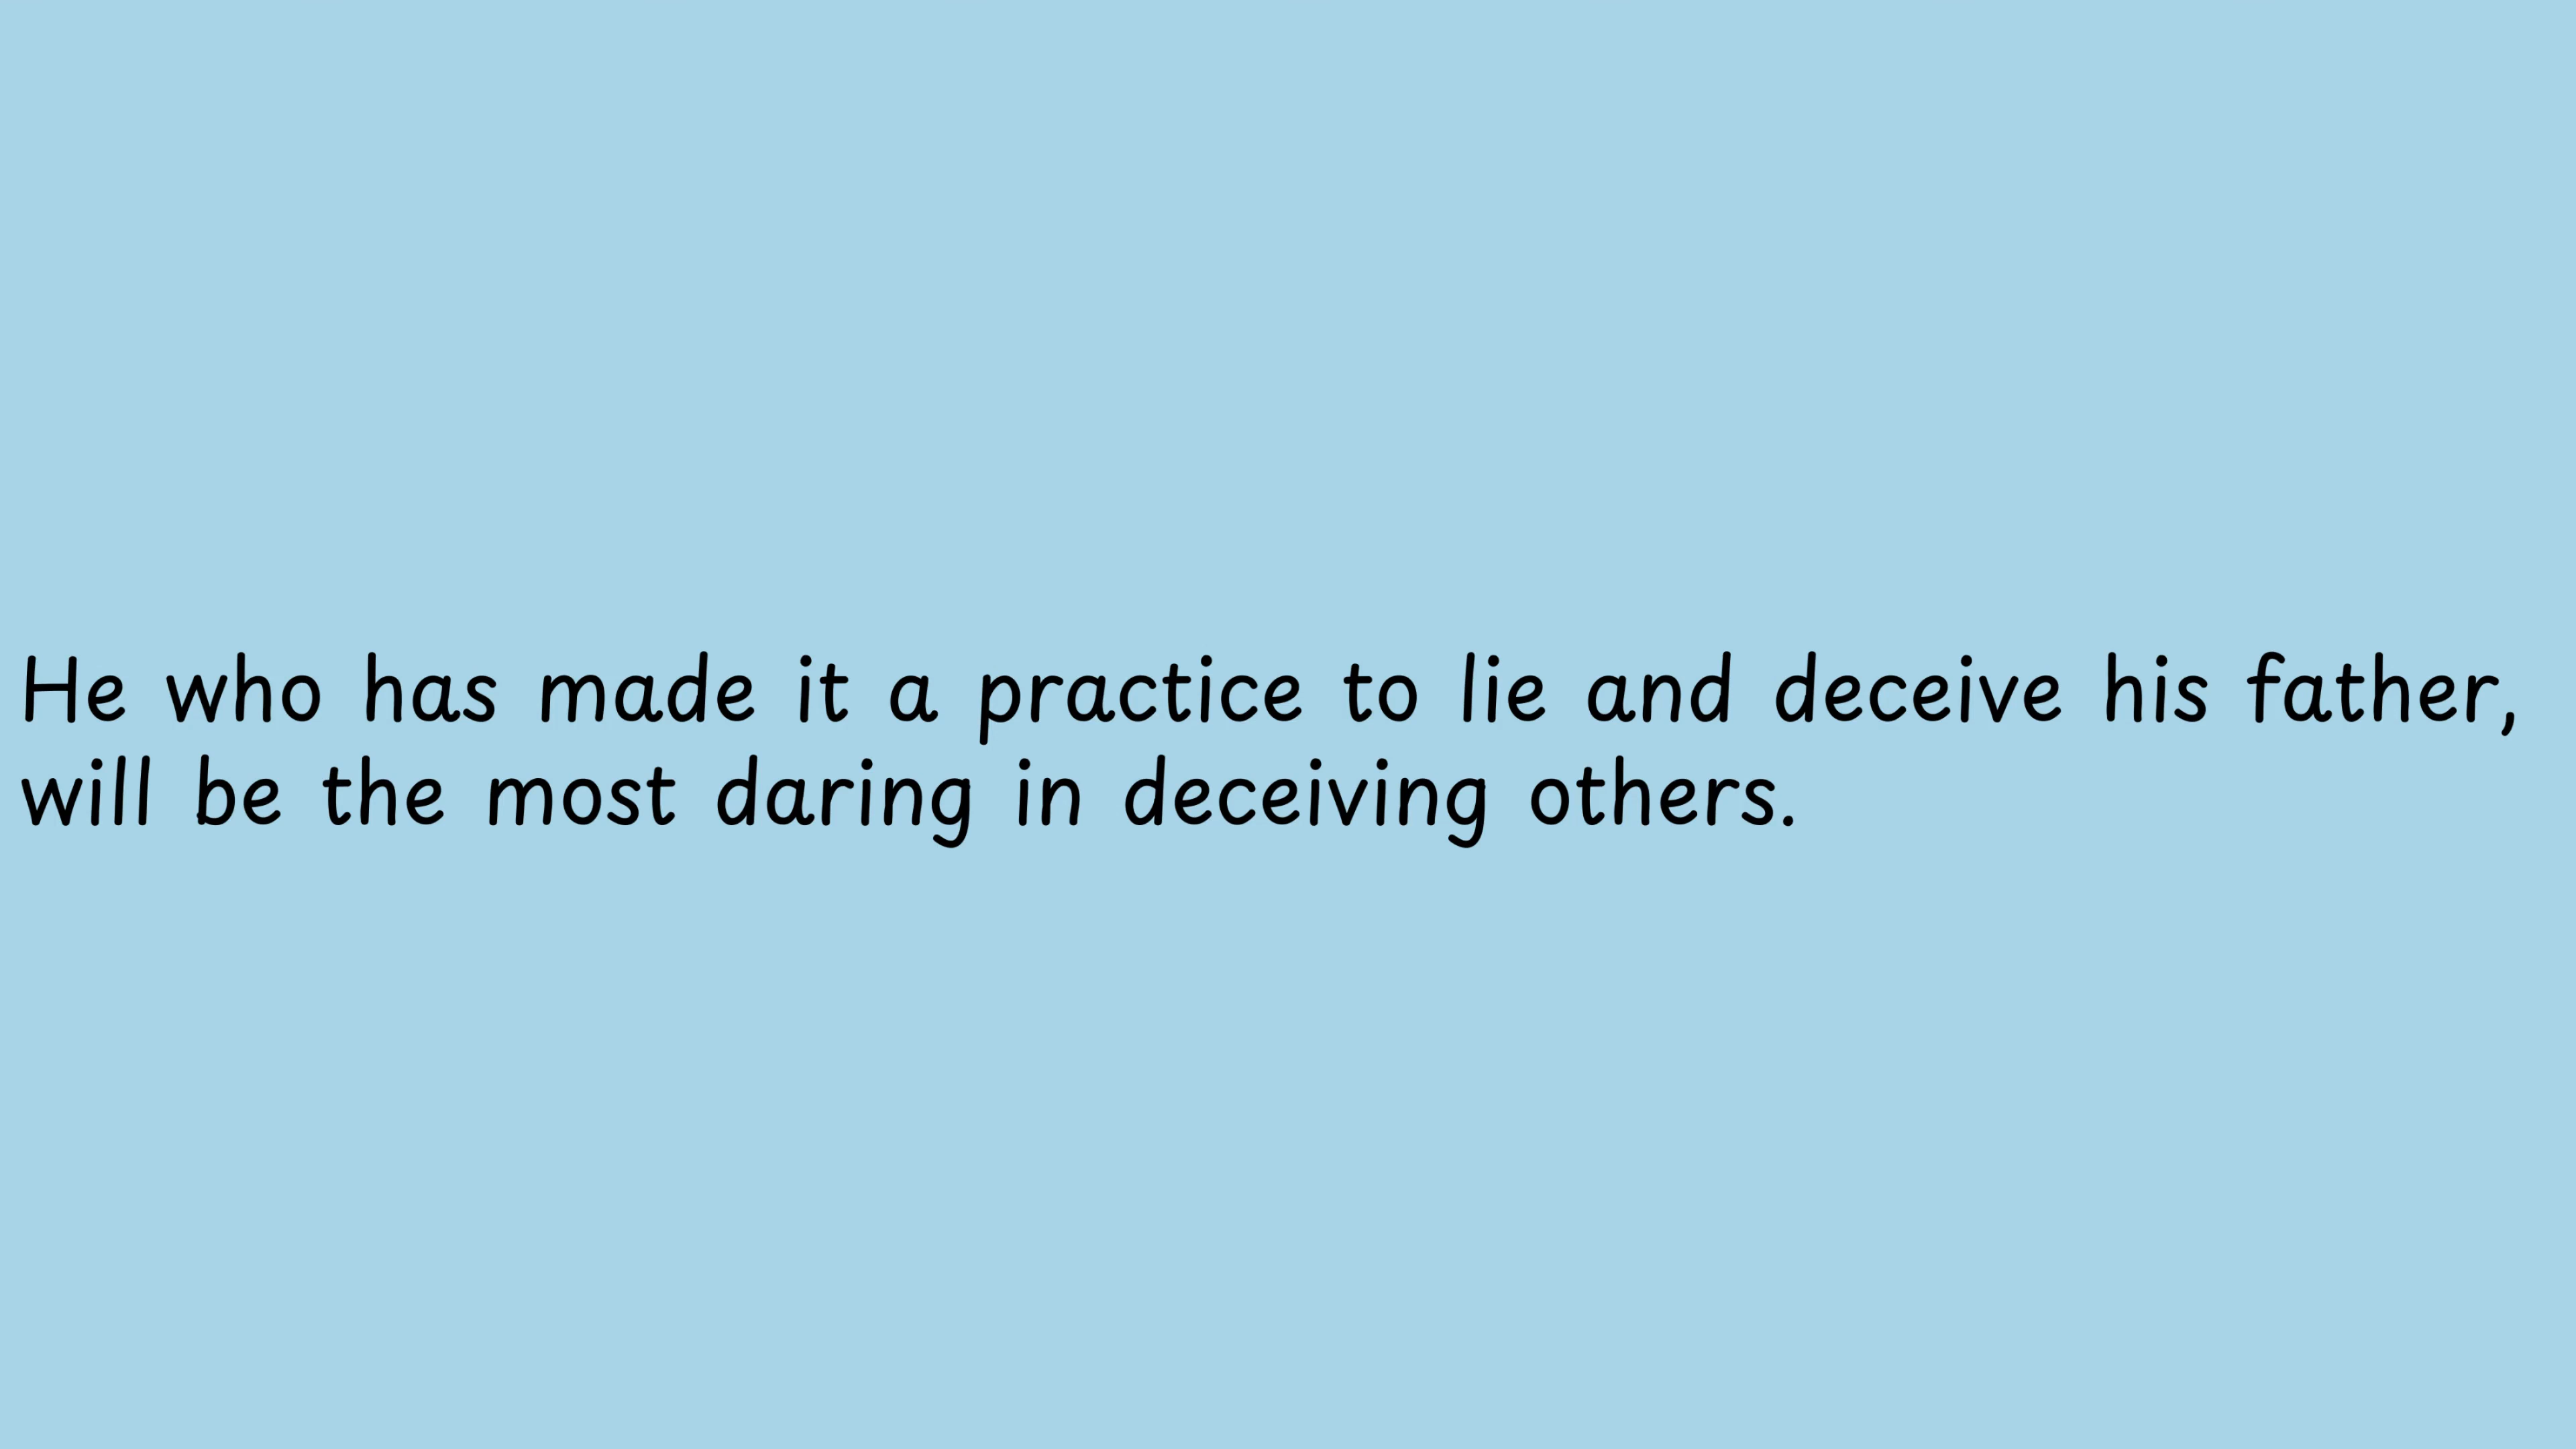 He who has made it a practice to lie and deceive his father,
will be the most daring in deceiving others.